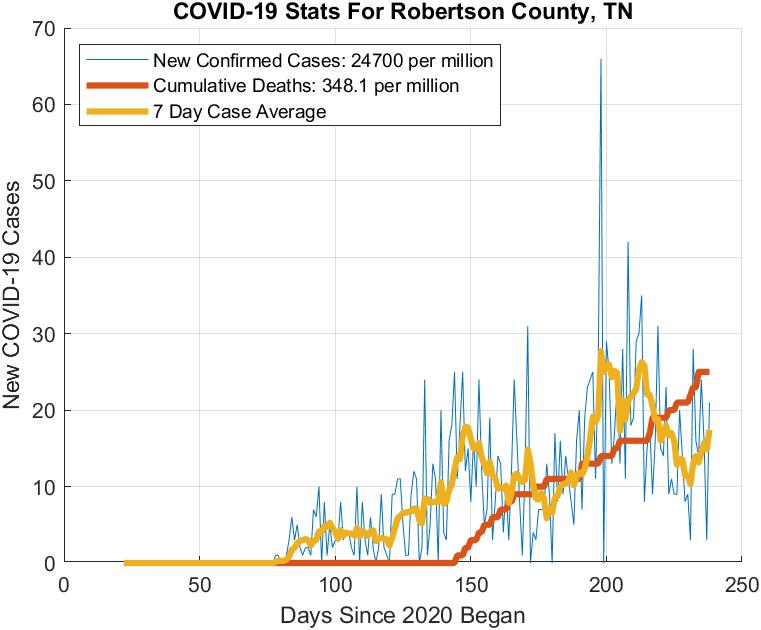 COVID-19 Stats For Robertson County, TN
New Confirmed Cases: 24700 per million
Cumulative Deaths: 348.1 per million
7 Day Case Average
New COVID-19 Cases
70
60
50
40
30
20
10
0
0 50 100 150 200 250
Days Since 2020 Began